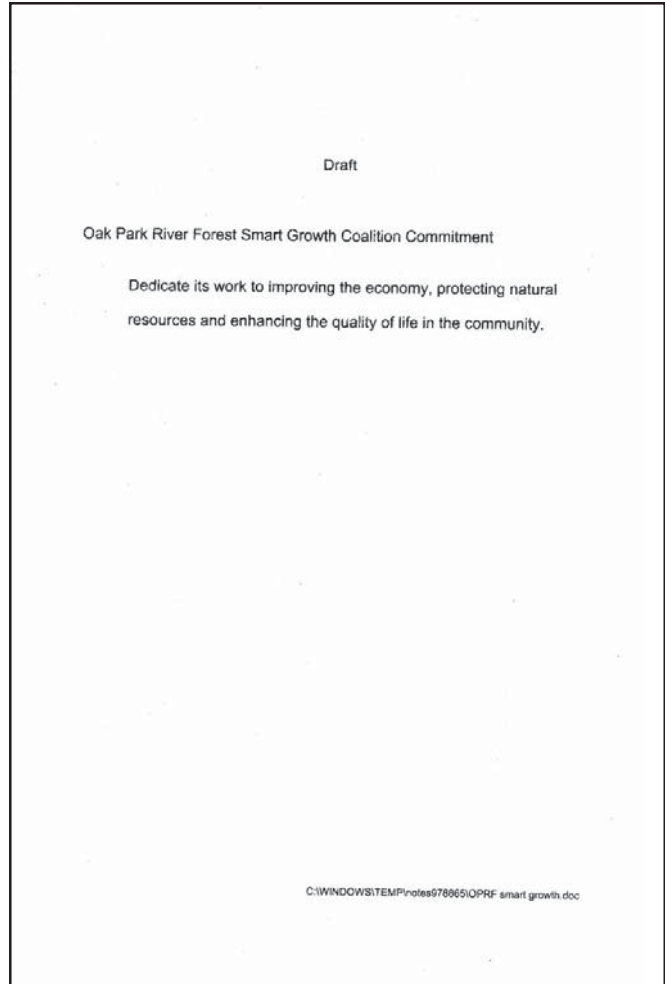 Draft
Oak Park River Forest Smart Growth Coalition Commitment
Dedicate its work to improving the economy, protecting natural
resources and enhancing the quality of life in the community.
C:\WINDOWS\TEMP\notes978865\OPRF smart growth.doc